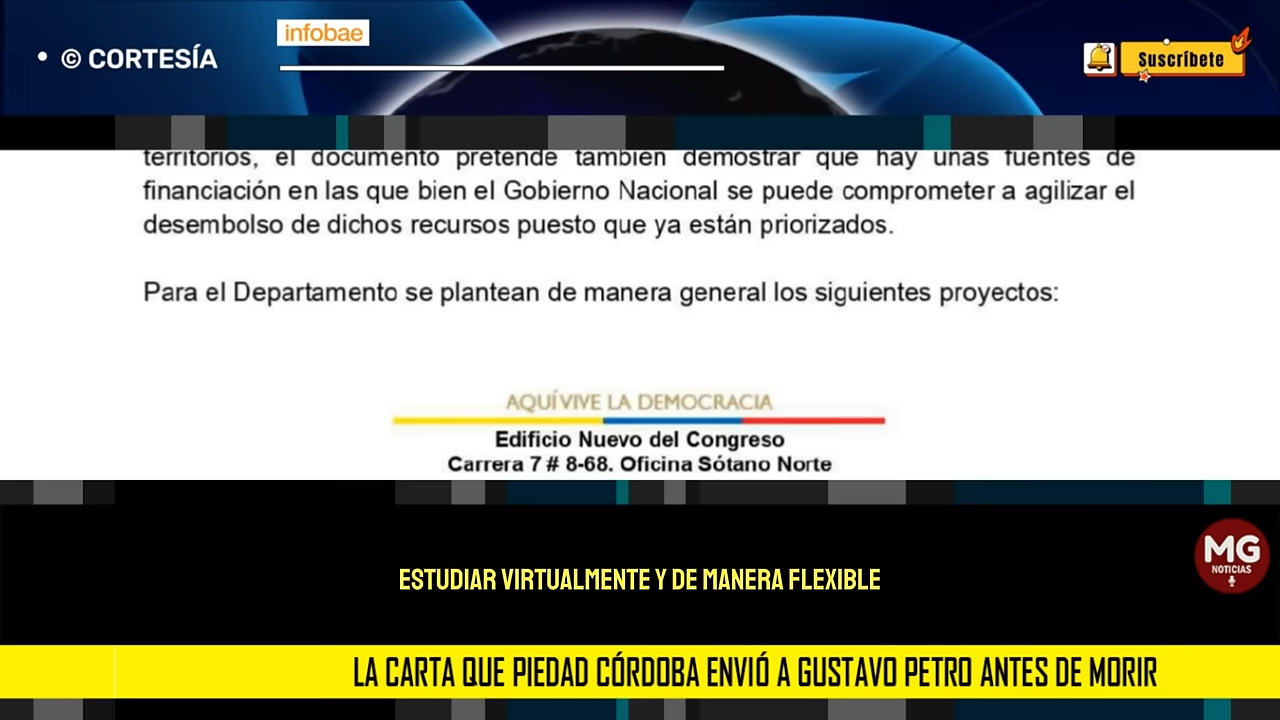 • © CORTESÍA
infobae
Suscríbete
territorios, el documento pretende también demostrar que hay unas fuentes de
financiación en las que bien el Gobierno Nacional se puede comprometer a agilizar el
desembolso de dichos recursos puesto que ya están priorizados.
Para el Departamento se plantean de manera general los siguientes proyectos:
AQUÍ VIVE LA DEMOCRACIA
Edificio Nuevo del Congreso
Carrera 7 # 8-68. Oficina Sótano Norte
MG
NOTICIAS
ESTUDIAR VIRTUALMENTE Y DE MANERA FLEXIBLE
LA CARTA QUE PIEDAD CÓRDOBA ENVIÓ A GUSTAVO PETRO ANTES DE MORIR